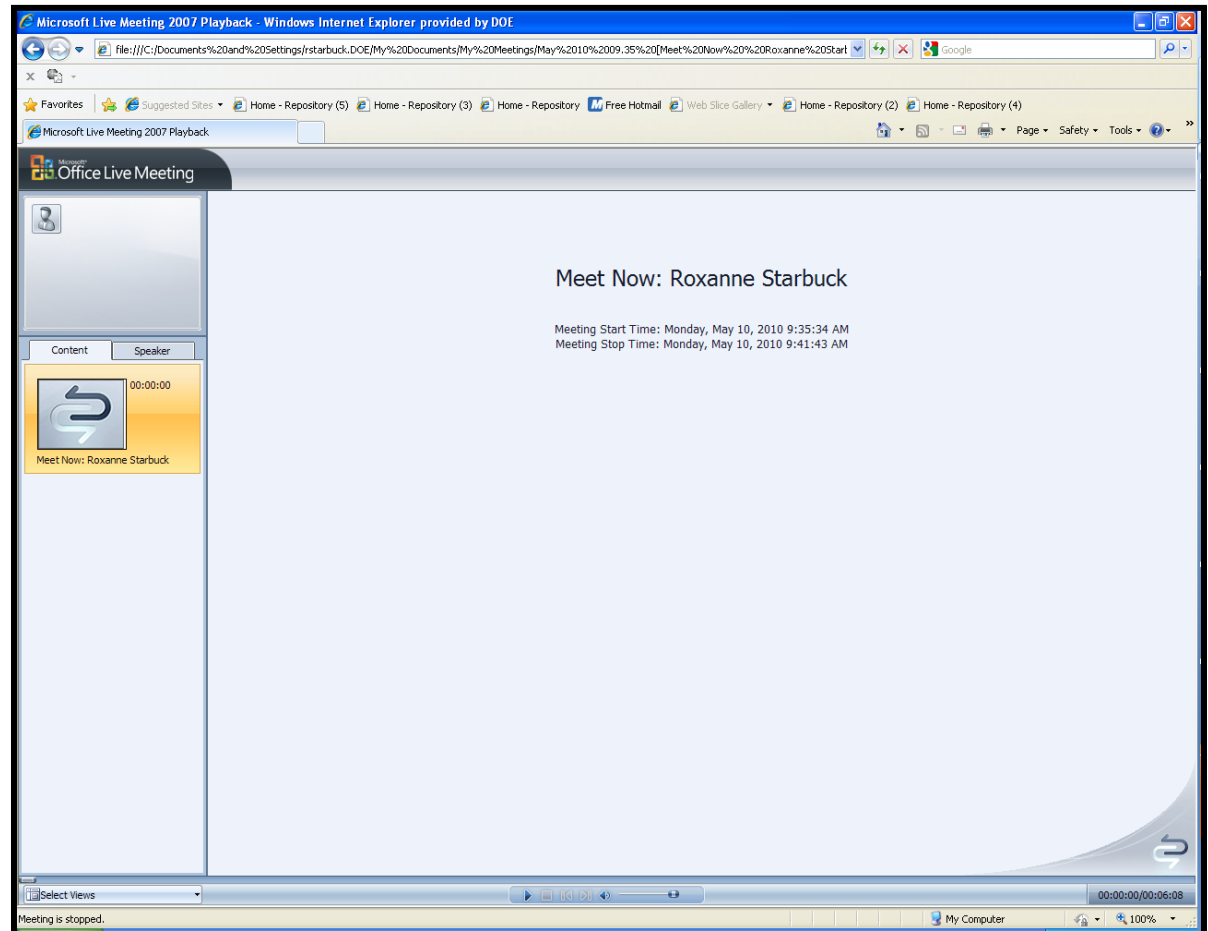 Microsoft Live Meeting 2007 Playback - Windows Internet Explorer provided by DOE
file:///C:/Documents%20and%20Settings/rstarbuck.DOE/My%20Documents/My%20Meetings/May%2010%2009.35%20[Meet%20Now%20%20Roxanne%20Start
Google
x
Favorites Suggested Sites Home - Repository (5) Home - Repository (3) Home - Repository Free Hotmail Web Slice Gallery Home - Repository (2) Home - Repository (4)
Microsoft Live Meeting 2007 Playback
Page Safety Tools »
Microsoft
Office Live Meeting
Meet Now: Roxanne Starbuck
Meeting Start Time: Monday, May 10, 2010 9:35:34 AM
Meeting Stop Time: Monday, May 10, 2010 9:41:43 AM
Content Speaker
00:00:00
Meet Now: Roxanne Starbuck
Select Views
00:00:00/00:06:08
Meeting is stopped.
My Computer
100%